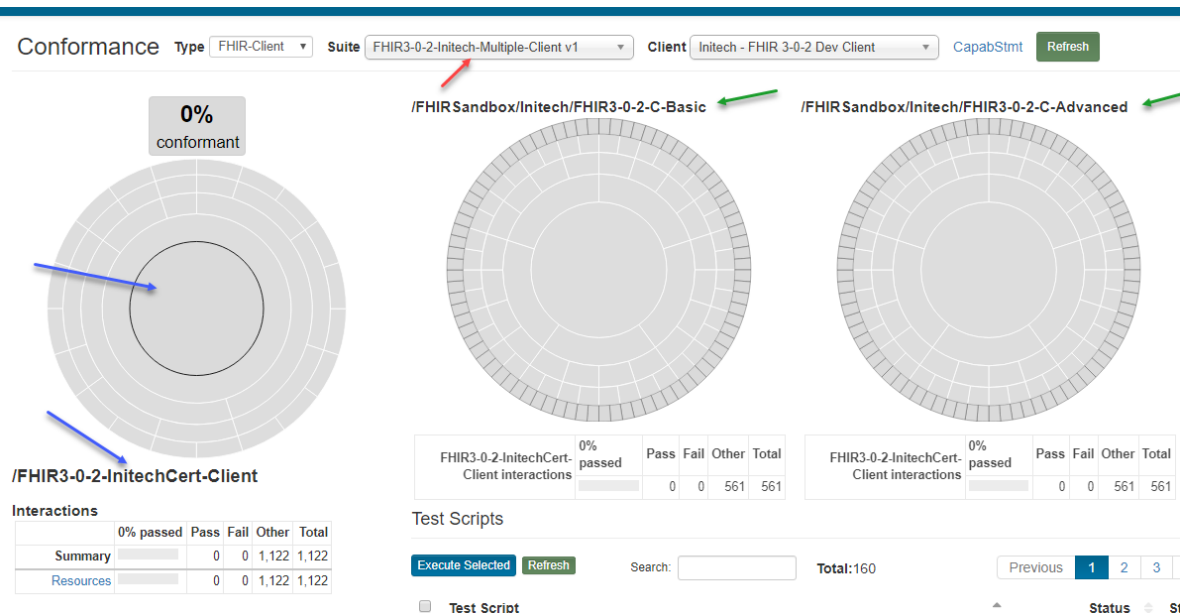 Conformance Type FHIR-Client Suite FHIR3-0-2-Initech-Multiple-Client v1 Client Initech - FHIR 3-0-2 Dev Client CapabStmt Refresh
0%
conformant
/FHIR3-0-2-InitechCert-Client
Interactions
0% passed Pass Fail Other Total
Summary 0 0 1,122 1,122
Resources 0 0 1,122 1,122
/FHIRSandbox/Initech/FHIR3-0-2-C-Basic
FHIR3-0-2-InitechCert-
Client interactions
0%
passed
Pass Fail Other Total
0 0 561 561
/FHIRSandbox/Initech/FHIR3-0-2-C-Advanced
FHIR3-0-2-InitechCert-
Client interactions
0%
passed
Pass Fail Other Total
0 0 561 561
Test Scripts
Execute Selected Refresh Search: Total:160 Previous 1 2 3
Test Script Status